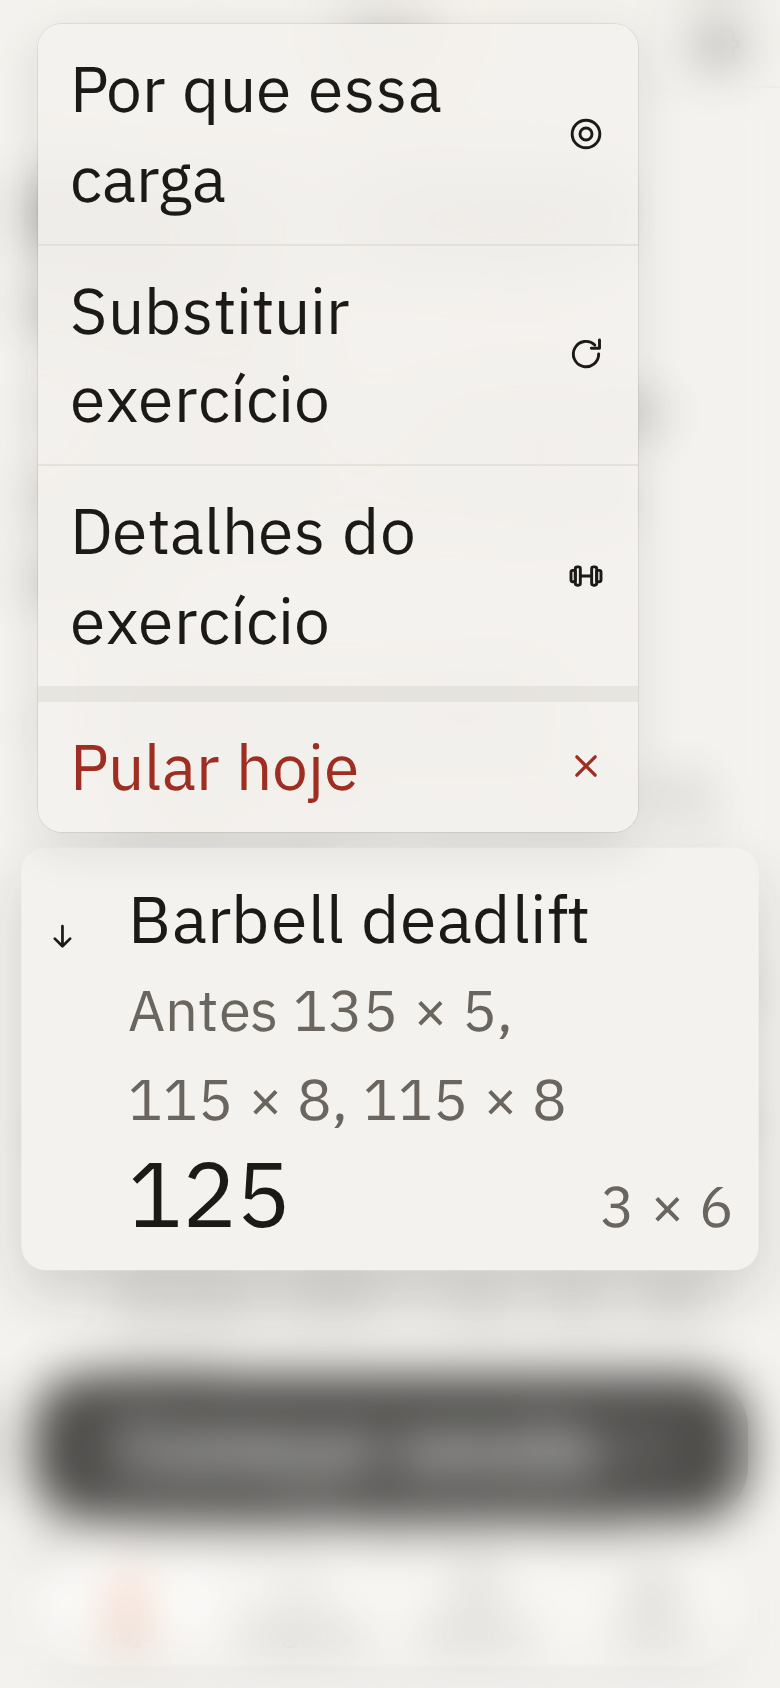 Por que essa
carga
Substituir
exercício
Detalhes do
exercício
Pular hoje
Barbell deadlift
Antes 135 × 5,
115 × 8, 115 × 8
125
3 × 6